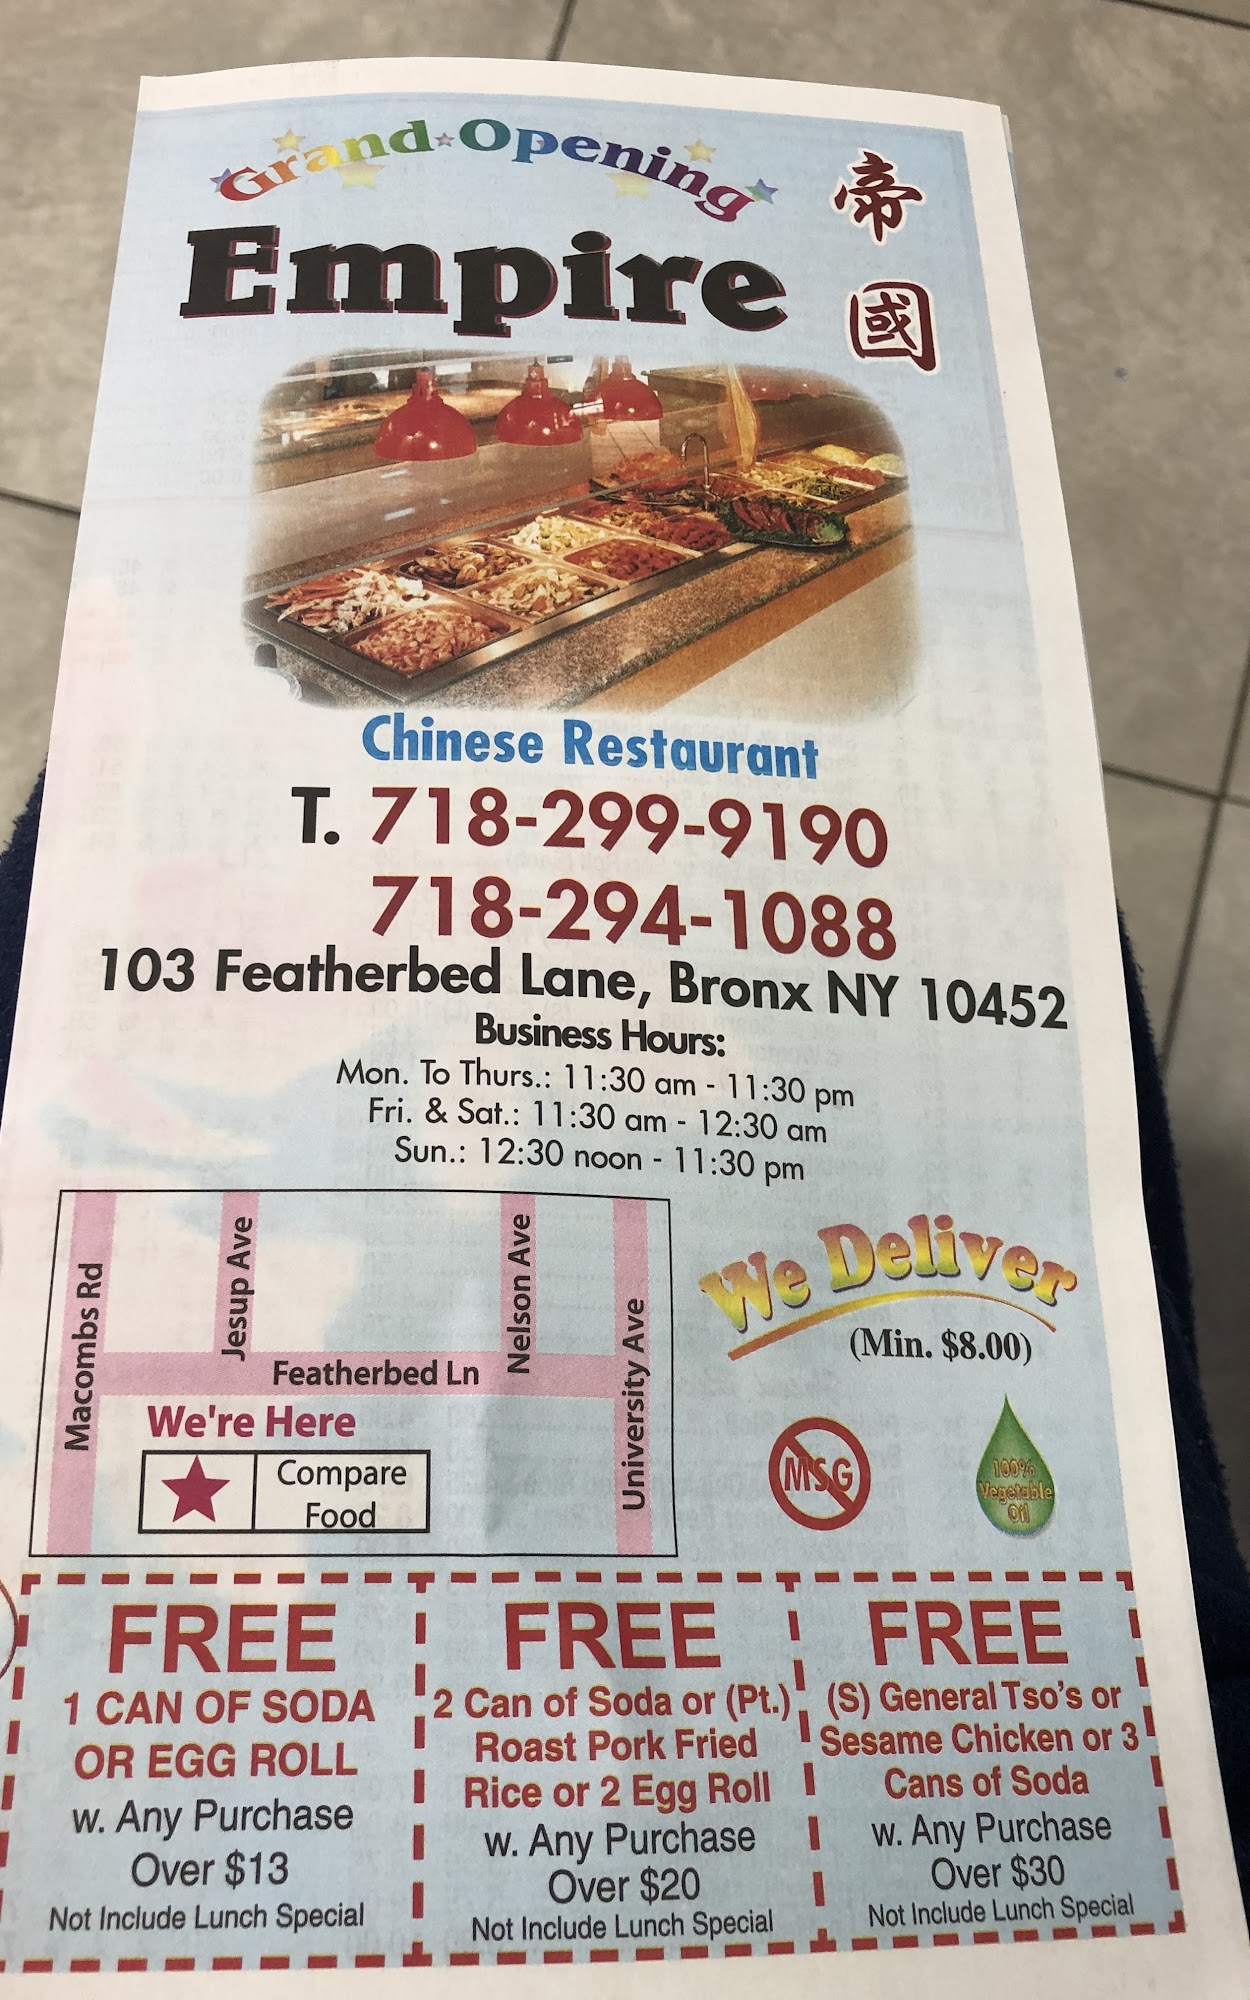 Grand Opening
Empire
帝
國
Chinese Restaurant
T. 718-299-9190
718-294-1088
103 Featherbed Lane, Bronx NY 10452
Business Hours:
Mon. To Thurs.: 11:30 am - 11:30 pm
Fri. & Sat.: 11:30 am - 12:30 am
Sun.: 12:30 noon - 11:30 pm
Macombs Rd
Jesup Ave
Nelson Ave
University Ave
Featherbed Ln
We're Here
Compare
Food
We Deliver
(Min. $8.00)
MSG
100%
Vegetable
Oil
FREE
1 CAN OF SODA
OR EGG ROLL
w. Any Purchase
Over $13
Not Include Lunch Special
FREE
2 Can of Soda or (Pt.)
Roast Pork Fried
Rice or 2 Egg Roll
w. Any Purchase
Over $20
Not Include Lunch Special
FREE
(S) General Tso's or
Sesame Chicken or 3
Cans of Soda
w. Any Purchase
Over $30
Not Include Lunch Special